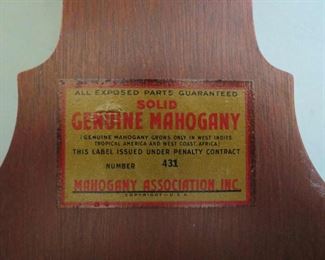 ALL EXPOSED PARTS GUARANTEED
SOLID
GENUINE MAHOGANY
(GENUINE MAHOGANY GROWS ONLY IN WEST INDIES
TROPICAL AMERICA AND WEST COAST, AFRICA)
THIS LABEL ISSUED UNDER PENALTY CONTRACT
NUMBER 431
MAHOGANY ASSOCIATION, INC.
COPYRIGHT - U.S.A.